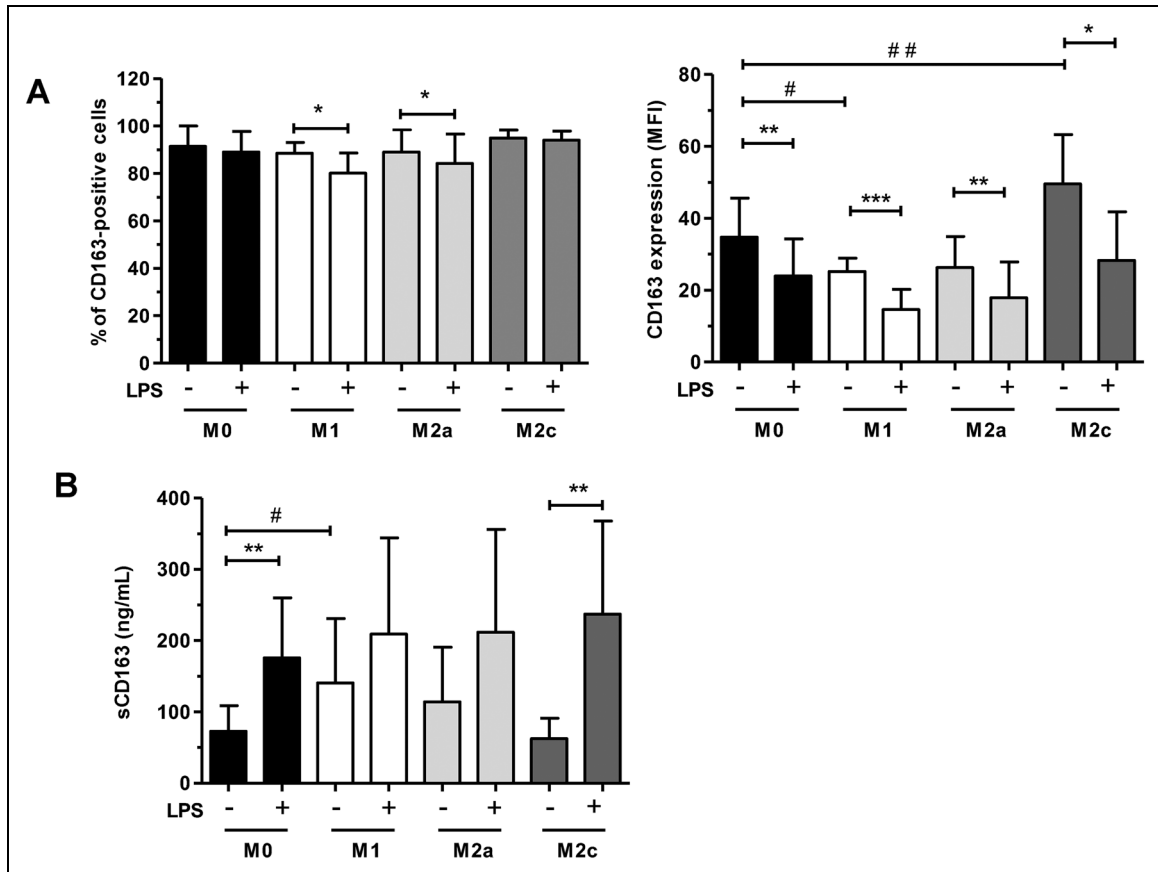 A
% of CD163-positive cells
120
100
80
60
40
20
0
* *
LPS - + - + - + - +
M0 M1 M2a M2c
CD163 expression (MFI)
80
60
40
20
0
# #
*
#
**
***
**
LPS - + - + - + - +
M0 M1 M2a M2c
B
sCD163 (ng/mL)
400
300
200
100
0
#
**
**
LPS - + - + - + - +
M0 M1 M2a M2c